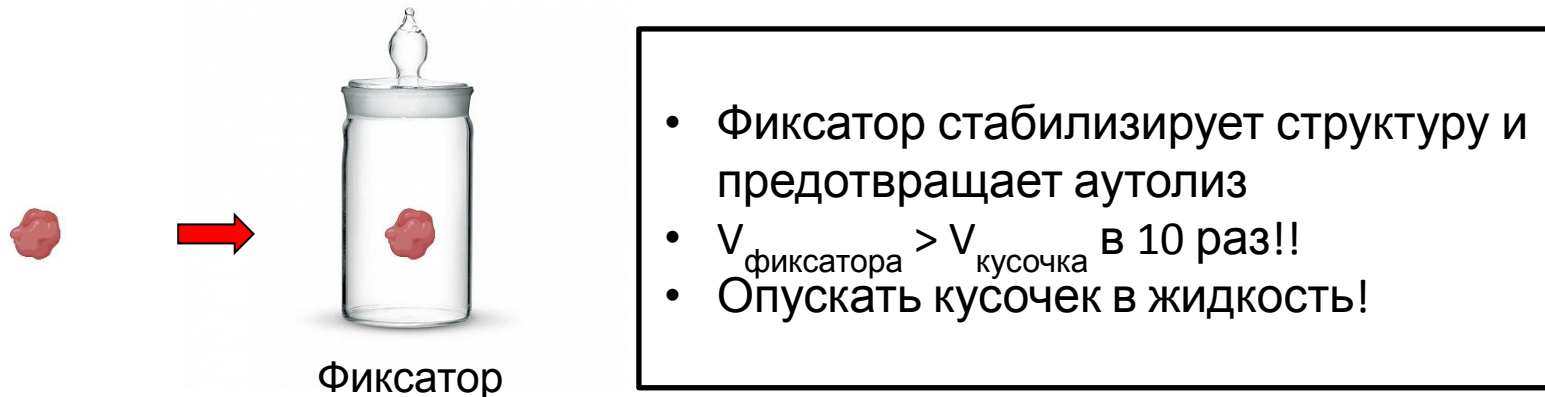 • Фиксатор стабилизирует структуру и
предотвращает аутолиз
• Vфиксатора > Vкусочка в 10 раз!!
• Опускать кусочек в жидкость!
Фиксатор